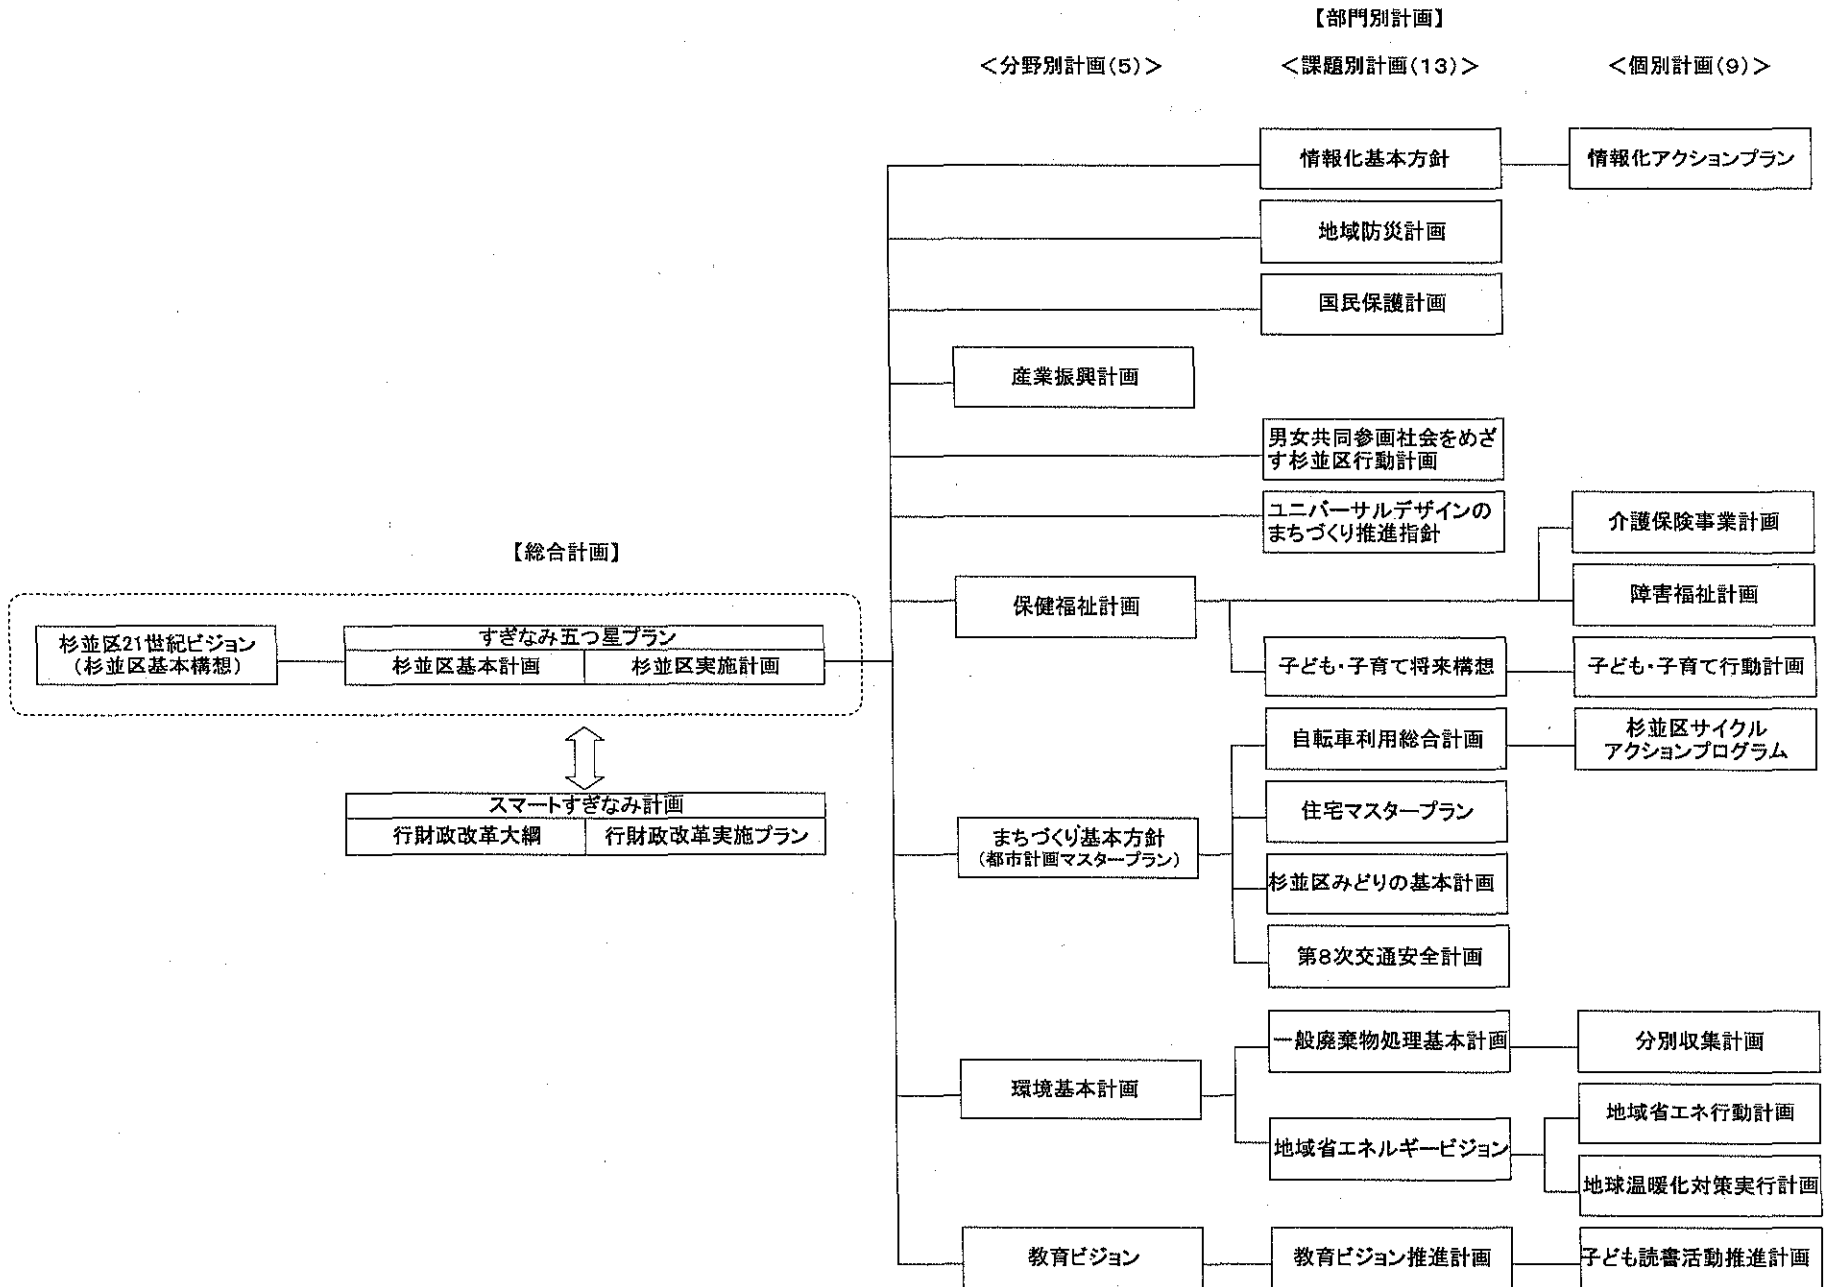 【部門別計画】
＜分野別計画(5)＞
＜課題別計画(13)＞
＜個別計画(9)＞
情報化基本方針
情報化アクションプラン
地域防災計画
国民保護計画
産業振興計画
男女共同参画社会をめざ
す杉並区行動計画
ユニバーサルデザインの
まちづくり推進指針
介護保険事業計画
【総合計画】
保健福祉計画
障害福祉計画
杉並区21世紀ビジョン
(杉並区基本構想)
すぎなみ五つ星プラン
杉並区基本計画
杉並区実施計画
子ども・子育て将来構想
子ども・子育て行動計画
自転車利用総合計画
杉並区サイクル
アクションプログラム
スマートすぎなみ計画
行財政改革大綱
行財政改革実施プラン
住宅マスタープラン
まちづくり基本方針
(都市計画マスタープラン)
杉並区みどりの基本計画
第8次交通安全計画
一般廃棄物処理基本計画
分別収集計画
環境基本計画
地域省エネ行動計画
地域省エネルギービジョン
地球温暖化対策実行計画
教育ビジョン
教育ビジョン推進計画
子ども読書活動推進計画